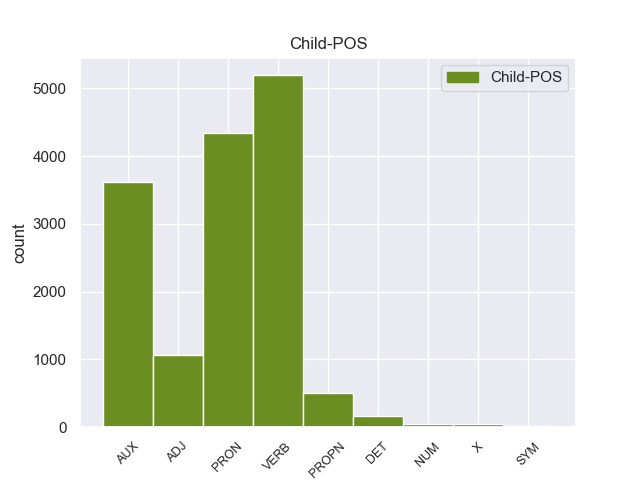 Child-POS
Child-POS
count
5000
4000
3000
2000
1000
0
AUX ADJ PRON VERB PROPN DET NUM X SYM